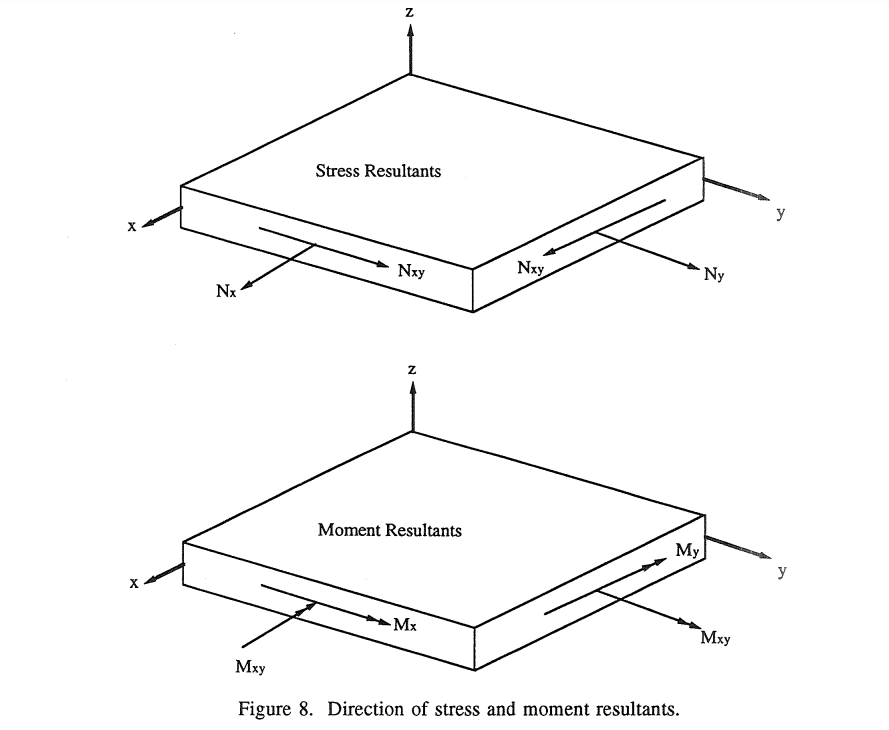 z
Stress Resultants
x
y
Nxy
Nxy
Nx
Ny
z
Moment Resultants
My
x
y
Mx
Mxy
Mxy
Figure 8. Direction of stress and moment resultants.